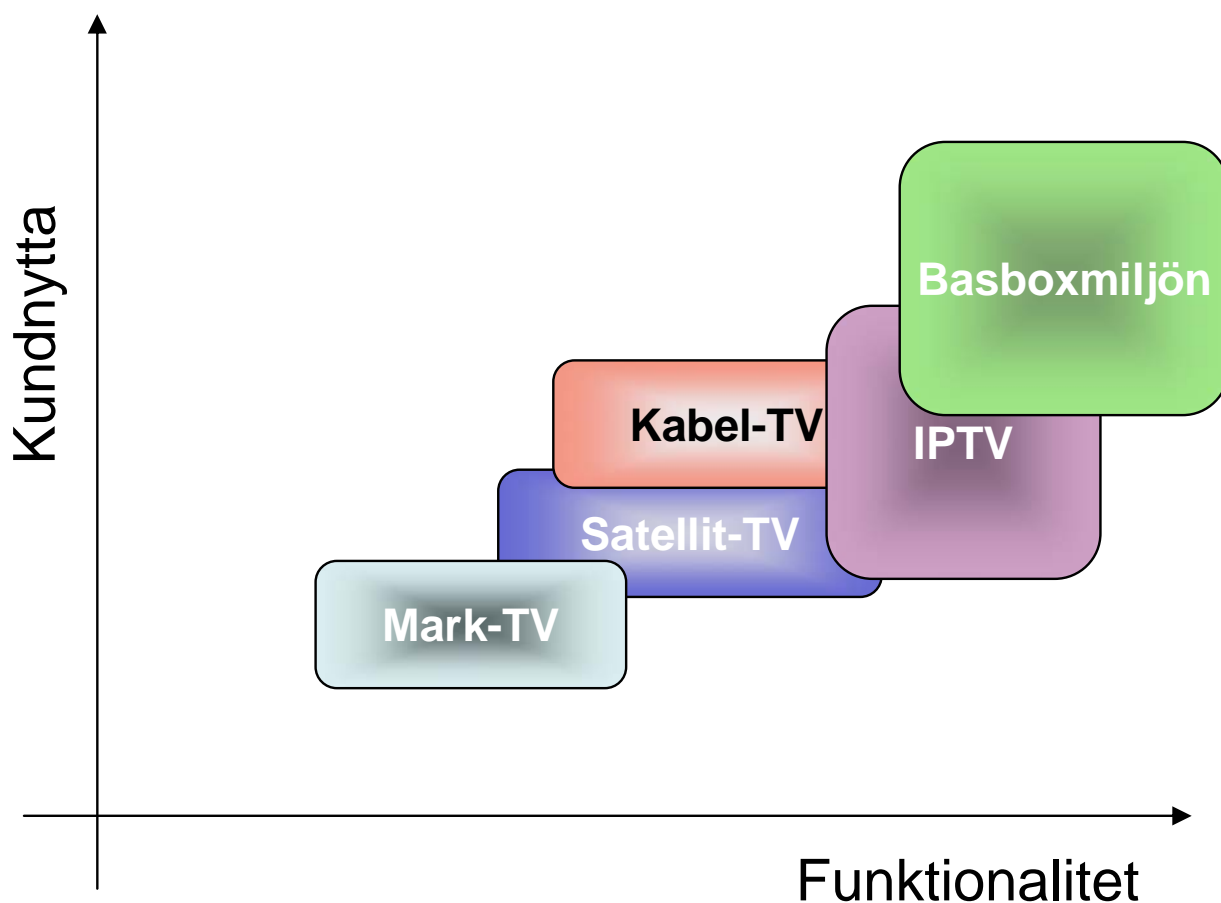 Kundnytta
Basboxmiljön
Kabel-TV
IPTV
Satellit-TV
Mark-TV
Funktionalitet